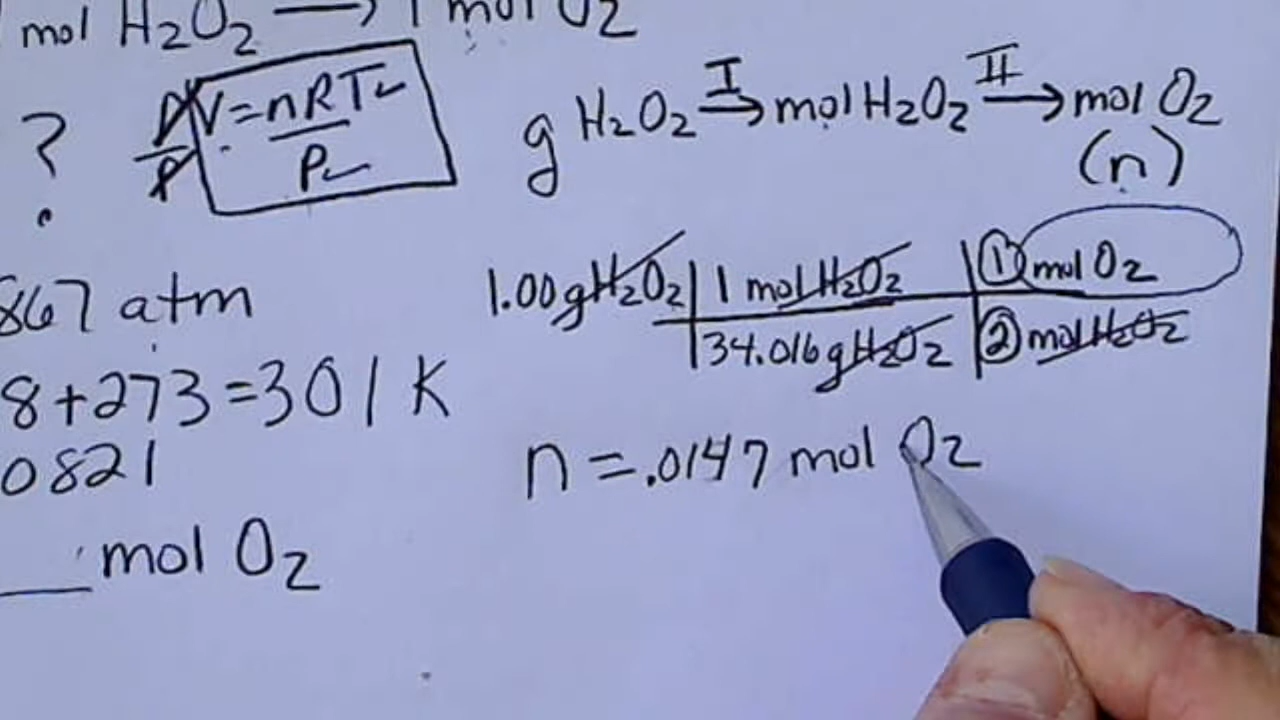 mol H₂O₂ → 1 mol O₂
? PV = nRT
P P
g H₂O₂ I→ mol H₂O₂ II→ mol O₂
(n)
1.00 g H₂O₂ | 1 mol H₂O₂ | 1 mol O₂
34.016 g H₂O₂ | 2 mol H₂O₂
867 atm
8+273=301 K
0821
n = .0147 mol O₂
mol O₂